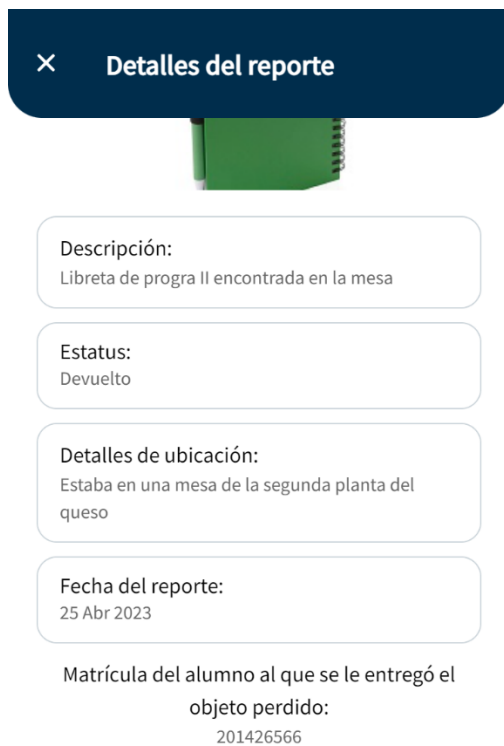 Detalles del reporte
Descripción:
Libreta de progra II encontrada en la mesa
Estatus:
Devuelto
Detalles de ubicación:
Estaba en una mesa de la segunda planta del
queso
Fecha del reporte:
25 Abr 2023
Matrícula del alumno al que se le entregó el
objeto perdido:
201426566